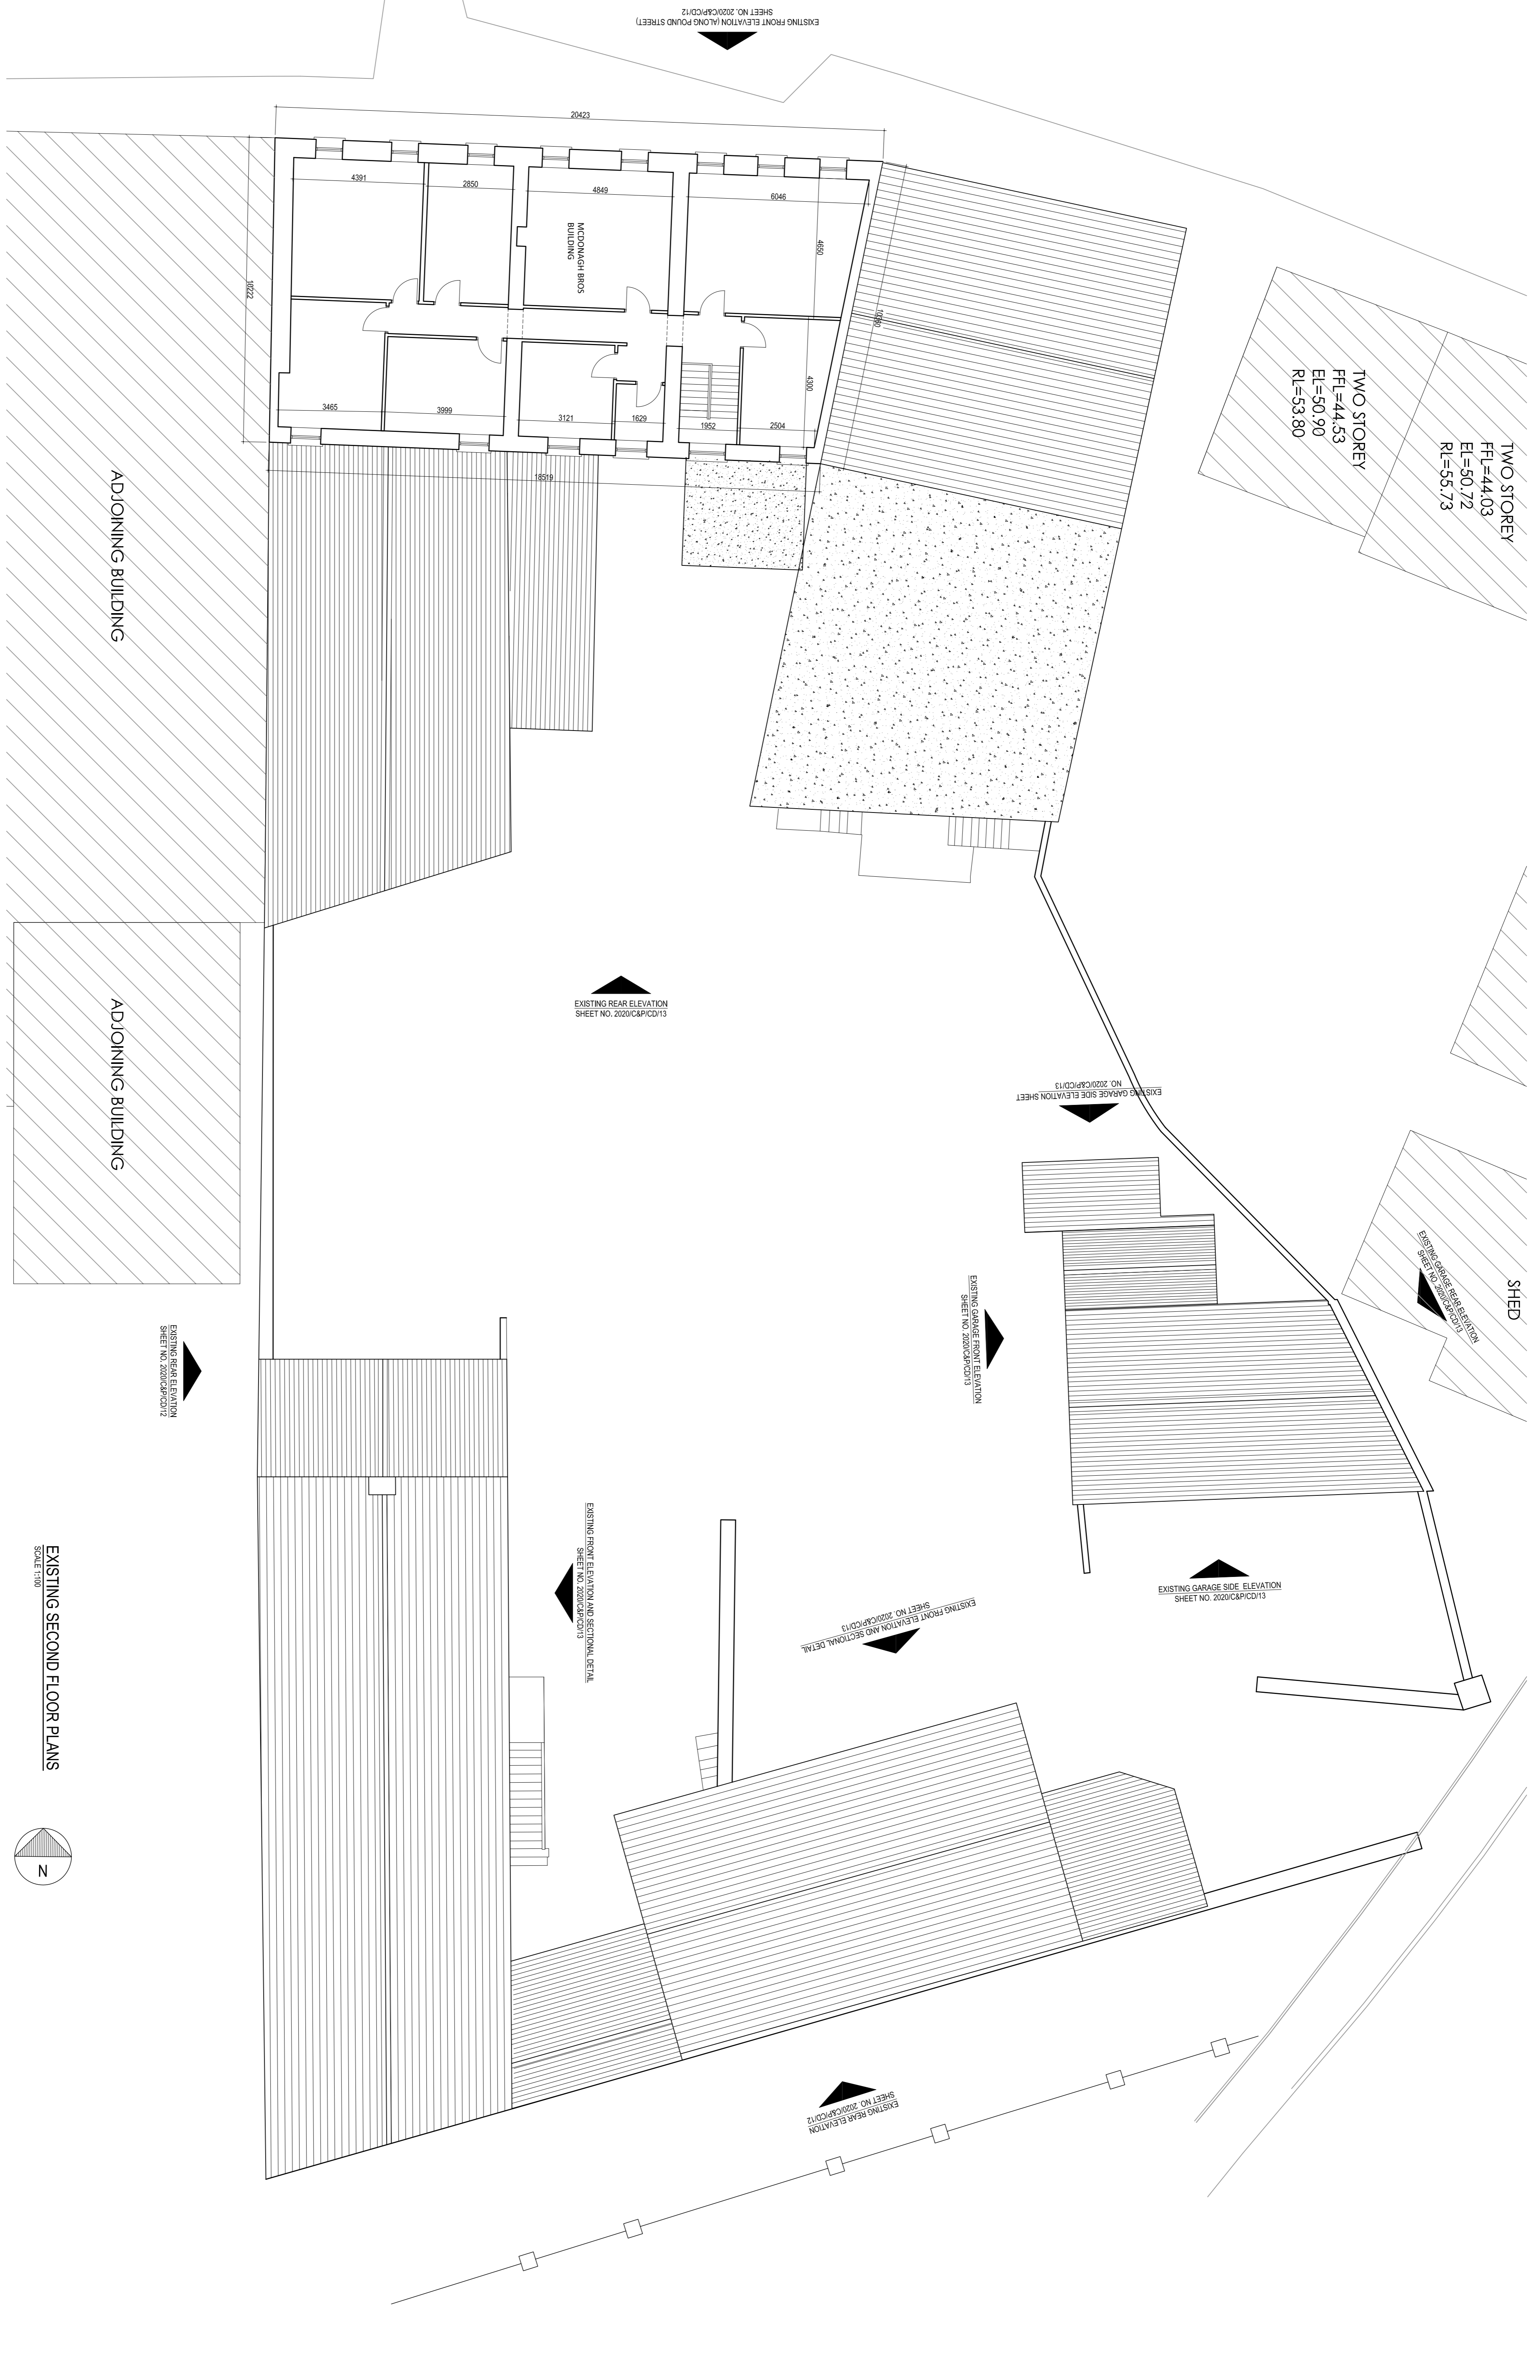 EXISTING FRONT ELEVATION (ALONG POUND STREET)
SHEET NO. 2020/C&P/CD/12
20423
4391
2850
4849
6046
MCDONAGH BROS
BUILDING
4650
10222
10380
4300
3465
3999
3121
1629
1952
2504
18519
TWO STOREY
FFL=44.53
EL=50.90
RL=53.80
TWO STOREY
FFL=44.03
EL=50.72
RL=55.73
ADJOINING BUILDING
ADJOINING BUILDING
EXISTING REAR ELEVATION
SHEET NO. 2020/C&P/CD/13
EXISTING GARAGE SIDE ELEVATION SHEET
NO. 2020/C&P/CD/13
EXISTING GARAGE REAR ELEVATION
SHEET NO. 2020/C&P/CD/13
SHED
EXISTING GARAGE FRONT ELEVATION
SHEET NO. 2020/C&P/CD/13
EXISTING REAR ELEVATION
SHEET NO. 2020/C&P/CD/12
EXISTING FRONT ELEVATION AND SECTIONAL DETAIL
SHEET NO. 2020/C&P/CD/13
EXISTING GARAGE SIDE ELEVATION
SHEET NO. 2020/C&P/CD/13
EXISTING FRONT ELEVATION AND SECTIONAL DETAIL
SHEET NO. 2020/C&P/CD/13
EXISTING SECOND FLOOR PLANS
SCALE 1:100
N
EXISTING REAR ELEVATION
SHEET NO. 2020/C&P/CD/12